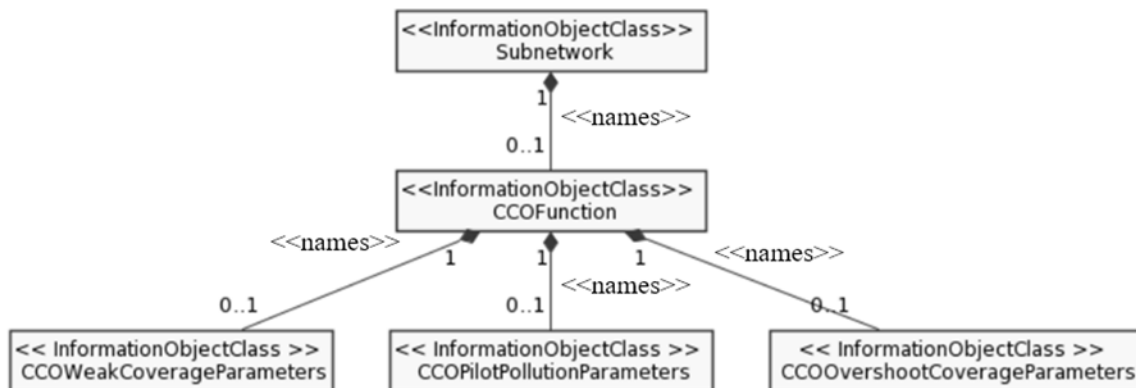 <<InformationObjectClass>>
Subnetwork
1
<<names>>
0..1
<<InformationObjectClass>>
CCOFunction
<<names>>
1
1
1
<<names>>
<<names>>
0..1
0..1
0..1
<< InformationObjectClass >>
CCOWeakCoverageParameters
<< InformationObjectClass >>
CCOPilotPollutionParameters
<< InformationObjectClass >>
CCOOvershootCoverageParameters